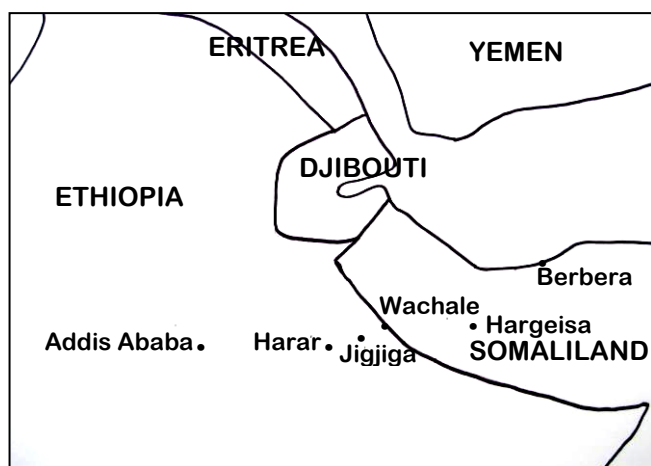 ERITREA
YEMEN
DJIBOUTI
ETHIOPIA
Berbera
Wachale
Hargeisa
Addis Ababa
Harar
Jigjiga
SOMALILAND